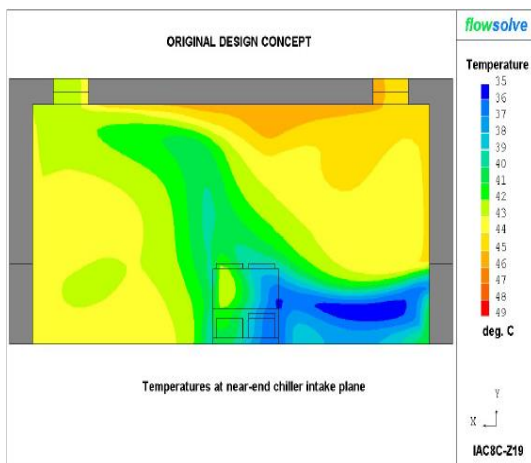 ORIGINAL DESIGN CONCEPT
flowsolve
Temperature
35
36
37
38
39
40
41
42
43
44
45
46
47
48
49
deg. C
Temperatures at near-end chiller intake plane
Y
X
IAC8C-Z19